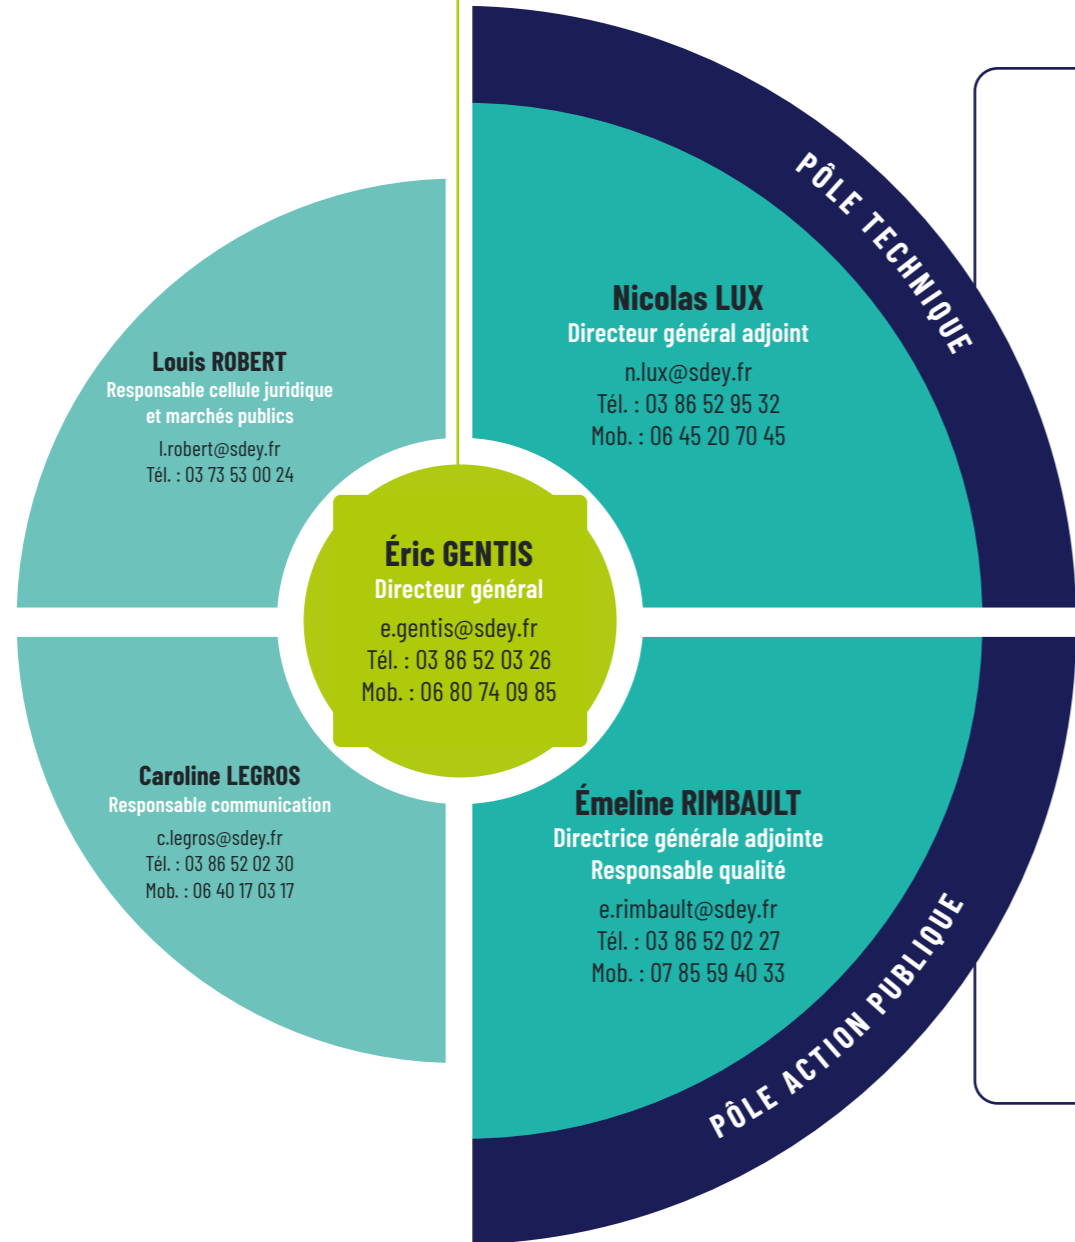 PÔLE TECHNIQUE
Nicolas LUX
Directeur général adjoint
n.lux@sdey.fr
Tél. : 03 86 52 95 32
Mob. : 06 45 20 70 45
Louis ROBERT
Responsable cellule juridique
et marchés publics
l.robert@sdey.fr
Tél. : 03 73 53 00 24
Éric GENTIS
Directeur général
e.gentis@sdey.fr
Tél. : 03 86 52 03 26
Mob. : 06 80 74 09 85
Caroline LEGROS
Responsable communication
c.legros@sdey.fr
Tél. : 03 86 52 02 30
Mob. : 06 40 17 03 17
Émeline RIMBAULT
Directrice générale adjointe
Responsable qualité
e.rimbault@sdey.fr
Tél. : 03 86 52 02 27
Mob. : 07 85 59 40 33
PÔLE ACTION PUBLIQUE